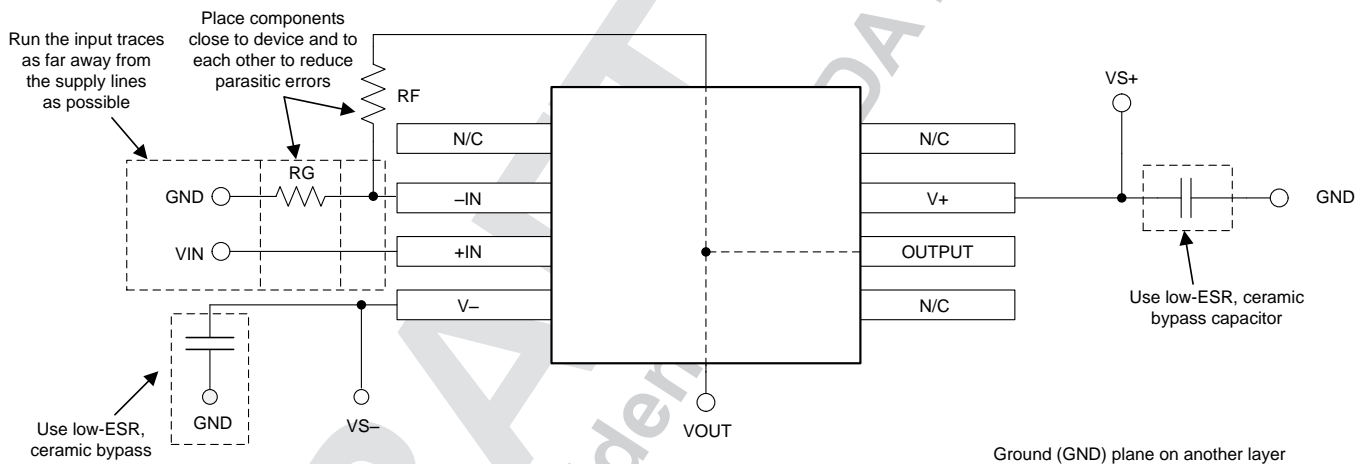 Place components
close to device and to
each other to reduce
parasitic errors
Run the input traces
as far away from
the supply lines
as possible
RF
VS+
N/C
N/C
RG
GND
–IN
V+
GND
VIN
+IN
OUTPUT
V–
N/C
Use low-ESR, ceramic
bypass capacitor
GND
VS–
VOUT
Use low-ESR,
ceramic bypass
Ground (GND) plane on another layer